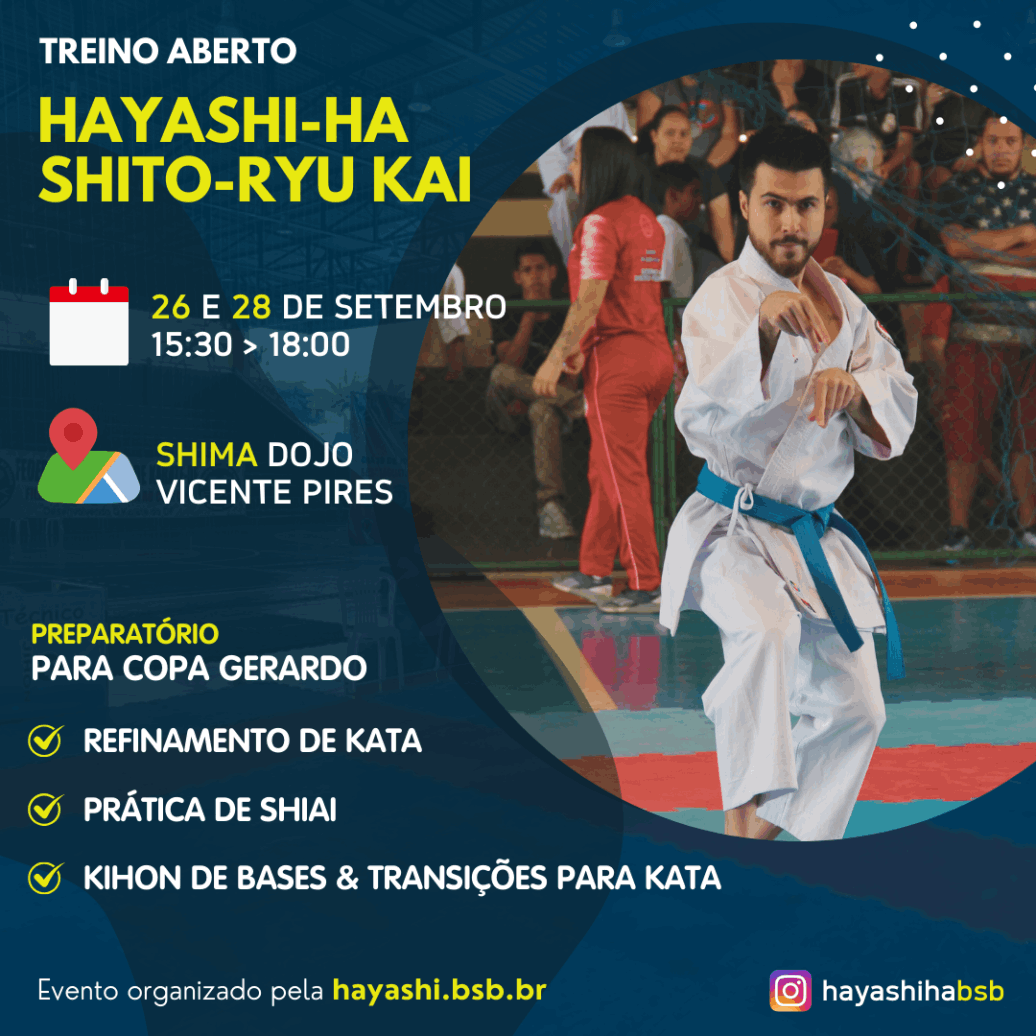 TREINO ABERTO
HAYASHI-HA
SHITO-RYU KAI
26 E 28 DE SETEMBRO
15:30 > 18:00
SHIMA DOJO
VICENTE PIRES
PREPARATÓRIO
PARA COPA GERARDO
REFINAMENTO DE KATA
PRÁTICA DE SHIAI
KIHON DE BASES & TRANSIÇÕES PARA KATA
Evento organizado pela hayashi.bsb.br
hayashihabsb